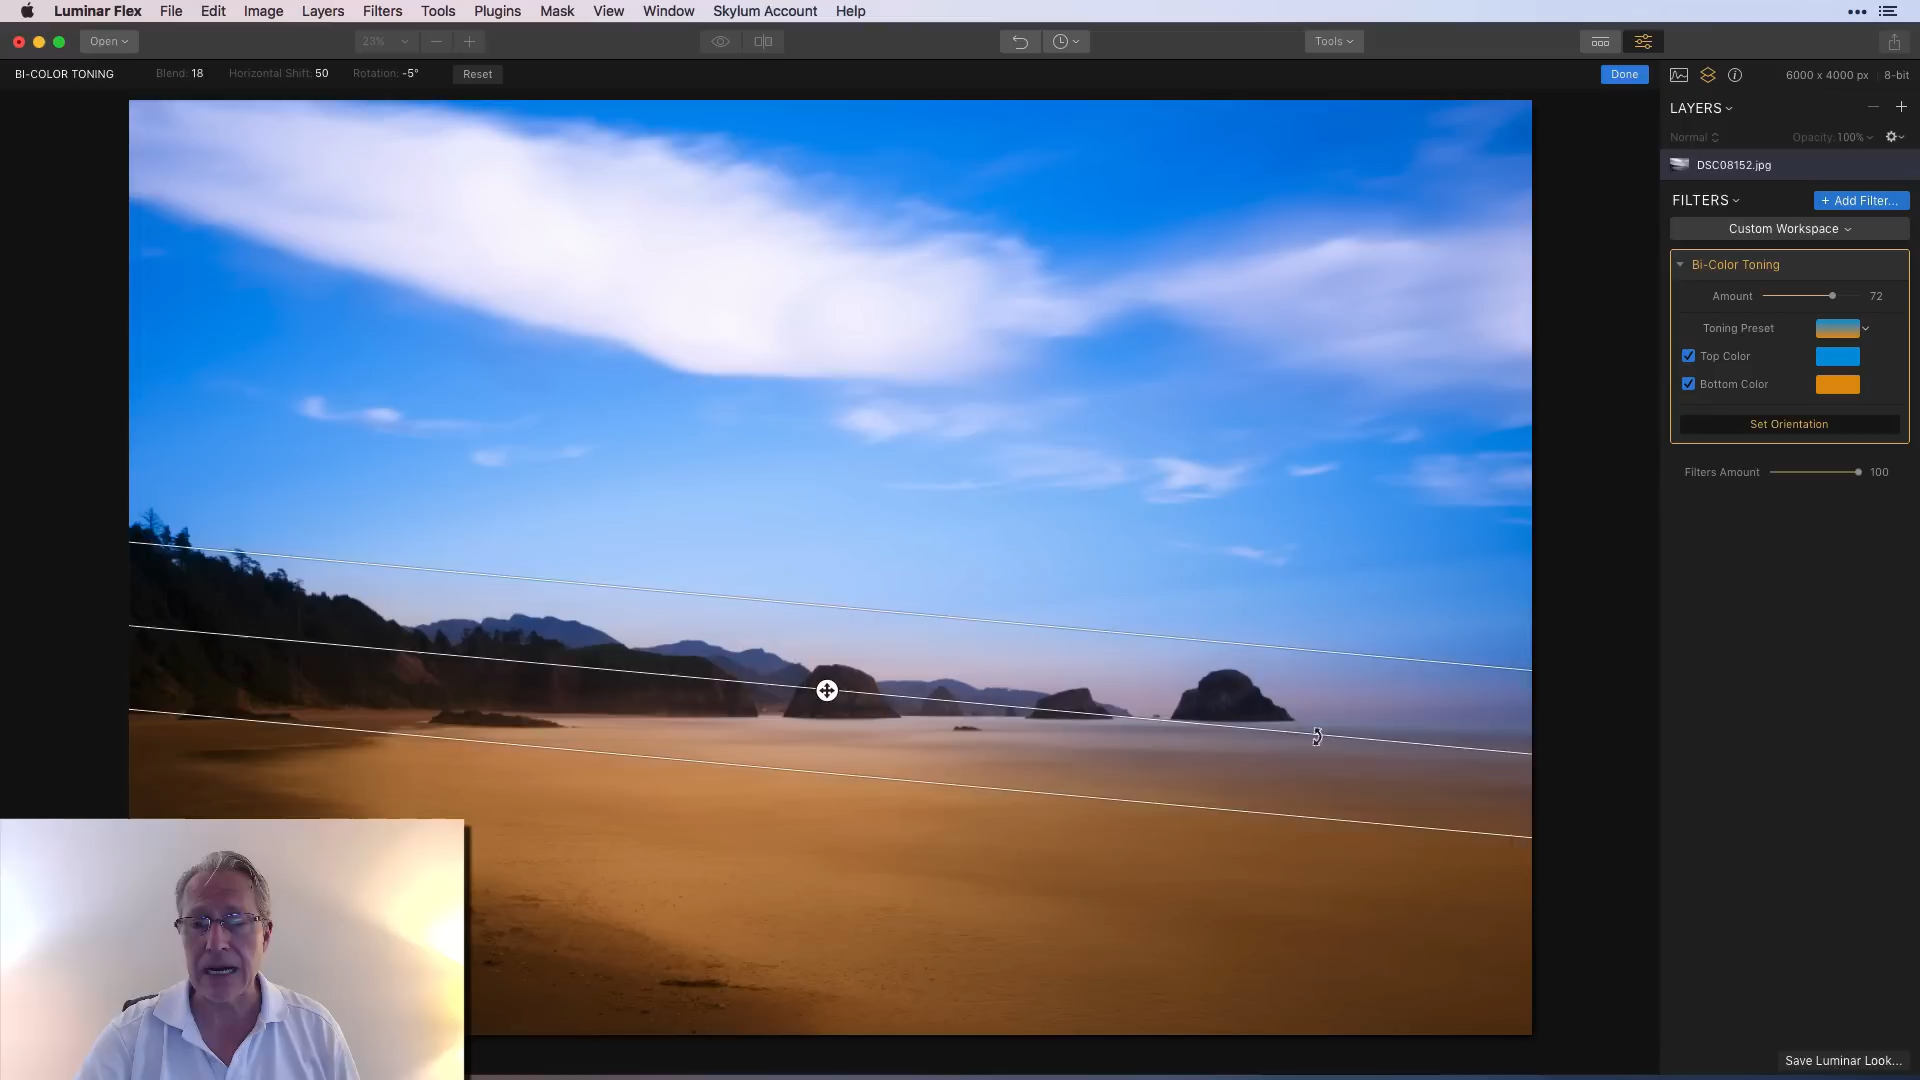 Luminar Flex File Edit Image Layers Filters Tools Plugins Mask View Window Skylum Account Help
Open 23% Tools
BI-COLOR TONING Blend: 18 Horizontal Shift: 50 Rotation: -5° Reset Done 6000 x 4000 px 8-bit
LAYERS
Normal Opacity: 100%
DSC08152.jpg
FILTERS + Add Filter...
Custom Workspace
Bi-Color Toning
Amount 72
Toning Preset
Top Color
Bottom Color
Set Orientation
Filters Amount 100
Save Luminar Look...